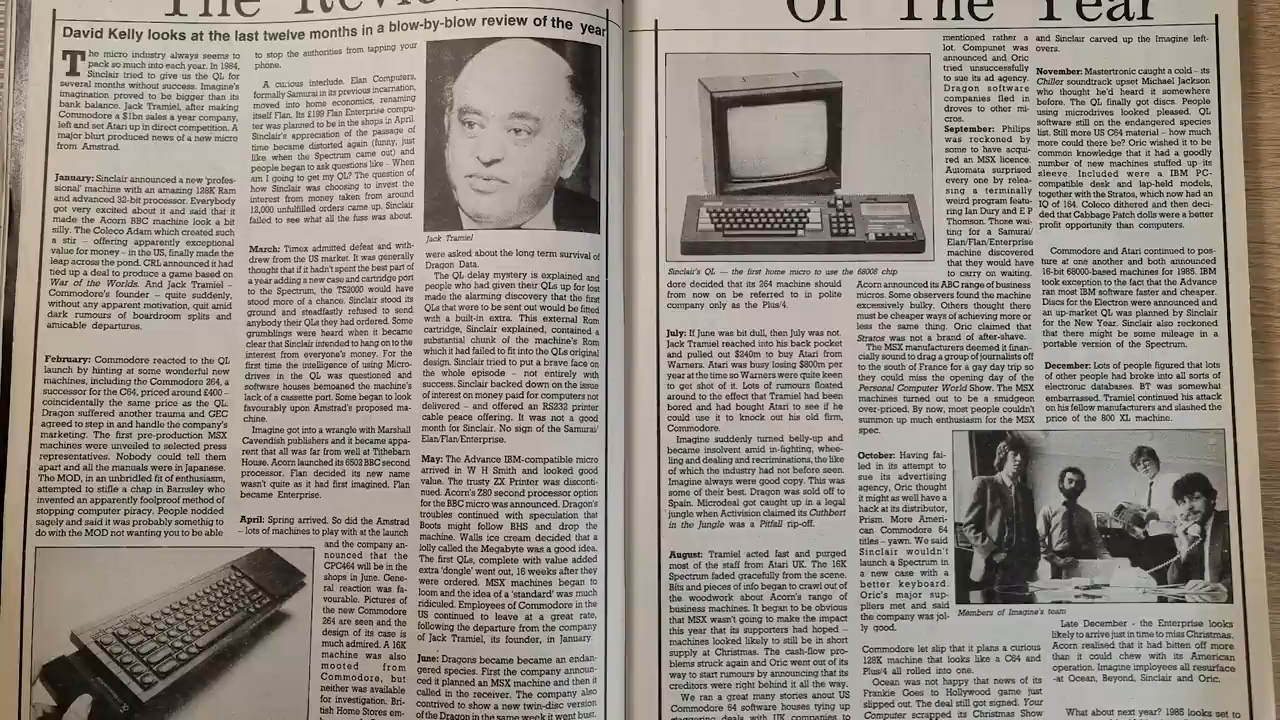 The Review
Of The Year
David Kelly looks at the last twelve months in a blow-by-blow review of the year
The micro industry always seems to
pack so much into each year. In 1984,
Sinclair tried to give us the QL for
several months without success. Imagine's
imagination proved to be bigger than its
bank balance. Jack Tramiel, after making
Commodore a $1bn sales a year company,
left and set Atari up in direct competition. A
major blurt produced news of a new micro
from Amstrad.
January: Sinclair announced a new 'profes-
sional' machine with an amazing 128K Ram
and advanced 32-bit processor. Everybody
got very excited about it and said that it
made the Acorn BBC machine look a bit
silly. The Coleco Adam which created such
a stir – offering apparently exceptional
value for money – in the US, finally made the
leap across the pond. CRL announced it had
tied up a deal to produce a game based on
War of the Worlds. And Jack Tramiel –
Commodore's founder – quite suddenly,
without any apparent motivation, quit amid
dark rumours of boardroom splits and
amicable departures.
February: Commodore reacted to the QL
launch by hinting at some wonderful new
machines, including the Commodore 264, a
successor for the C64, priced around £400 –
coincidentally the same price as the QL.
Dragon suffered another trauma and GEC
agreed to step in and handle the company's
marketing. The first pre-production MSX
machines were unveiled to selected press
representatives. Nobody could tell them
apart and all the manuals were in Japanese.
The MOD, in an unbridled fit of enthusiasm,
attempted to stifle a chap in Barnsley who
invented an apparently foolproof method of
stopping computer piracy. People nodded
sagely and said it was probably somethig to
do with the MOD not wanting you to be able
to stop the authorities from tapping your
phone.
A curious interlude. Elan Computers,
formally Samurai in its previous incarnation,
moved into home economics, renaming
itself Flan. Its £199 Flan Enterprise compu-
ter was planned to be in the shops in April.
Sinclair's appreciation of the passage of
time became distorted again (funny, just
like when the Spectrum came out) and
people began to ask questions like – When
am I going to get my QL? The question of
how Sinclair was choosing to invest the
interest from money taken from around
12,000 unfulfilled orders came up. Sinclair
failed to see what all the fuss was about.
March: Timex admitted defeat and with-
drew from the US market. It was generally
thought that if it hadn't spent the best part of
a year adding a new case and cartridge port
to the Spectrum, the TS2000 would have
stood more of a chance. Sinclair stood its
ground and steadfastly refused to send
anybody their QLs they had ordered. Some
grumblings were heard when it became
clear that Sinclair intended to hang on to the
interest from everyone's money. For the
first time the intelligence of using Micro-
drives in the QL was questioned and
software houses bemoaned the machine's
lack of a cassette port. Some began to look
favourably upon Amstrad's proposed ma-
chine.
Imagine got into a wrangle with Marshall
Cavendish publishers and it became appa-
rent that all was far from well at Tithebarn
House. Acorn launched its 6502 BBC second
processor. Flan decided its new name
wasn't quite as it had first imagined. Flan
became Enterprise.
April: Spring arrived. So did the Amstrad
– lots of machines to play with at the launch
and the company an-
nounced that the
CPC464 will be in the
shops in June. Gene-
ral reaction was fa-
vourable. Pictures of
the new Commodore
264 are seen and the
design of its case is
much admired. A 16K
machine was also
mooted from
Commodore, but
neither was available
for investigation. Bri-
tish Home Stores em-
Jack Tramiel
were asked about the long term survival of
Dragon Data.
The QL delay mystery is explained and
people who had given their QLs up for lost
made the alarming discovery that the first
QLs that were to be sent out would be fitted
with a built-in extra. This external Rom
cartridge, Sinclair explained, contained a
substantial chunk of the machine's Rom
which it had failed to fit into the QLs original
design. Sinclair tried to put a brave face on
the whole episode – not entirely with
success. Sinclair backed down on the issue
of interest on money paid for computers not
delivered – and offered an RS232 printer
cable peace offering. It was not a good
month for Sinclair. No sign of the Samurai/
Elan/Flan/Enterprise.
May: The Advance IBM-compatible micro
arrived in W H Smith and looked good
value. The trusty ZX Printer was disconti-
nued. Acorn's Z80 second processor option
for the BBC micro was announced. Dragon's
troubles continued with speculation that
Boots might follow BHS and drop the
machine. Walls ice cream decided that a
lolly called the Megabyte was a good idea.
The first QLs, complete with value added
extra 'dongle' went out, 16 weeks after they
were ordered. MSX machines began to
loom and the idea of a 'standard' was much
ridiculed. Employees of Commodore in the
US continued to leave at a great rate,
following the departure from the company
of Jack Tramiel, its founder, in January.
June: Dragons became became an endan-
gered species. First the company announ-
ced it planned an MSX machine and then it
called in the receiver. The company also
contrived to show a new twin-disc version
of the Dragon in the same week it went bust.
Sinclair's QL — the first home micro to use the 68008 chip
dore decided that its 264 machine should
from now on be referred to in polite
company only as the Plus/4.
July: If June was bit dull, then July was not.
Jack Tramiel reached into his back pocket
and pulled out $240m to buy Atari from
Warners. Atari was busy losing $800m per
year at the time so Warners were quite keen
to get shot of it. Lots of rumours floated
around to the effect that Tramiel had been
bored and had bought Atari to see if he
could use it to knock out his old firm,
Commodore.
Imagine suddenly turned belly-up and
became insolvent amid in-fighting, whee-
ling and dealing and recriminations, the like
of which the industry had not before seen.
Imagine always were good copy. This was
some of their best. Dragon was sold off to
Spain. Microdeal got caught up in a legal
jungle when Activision claimed its Cuthbert
in the Jungle was a Pitfall rip-off.
August: Tramiel acted fast and purged
most of the staff from Atari UK. The 16K
Spectrum faded gracefully from the scene.
Bits and pieces of info began to crawl out of
the woodwork about Acorn's range of
business machines. It began to be obvious
that MSX wasn't going to make the impact
this year that its supporters had hoped –
machines looked likely to still be in short
supply at Christmas. The cash-flow pro-
blems struck again and Oric went out of its
way to start rumours by announcing that its
creditors were right behind it all the way.
We ran a great many stories about US
Commodore 64 software houses tying up
staggering deals with UK companies to
mentioned rather a
lot. Compunet was
announced and Oric
tried unsuccessfully
to sue its ad agency.
Dragon software
companies fled in
droves to other mi-
cros.
September: Philips
was reckoned by
some to have acqui-
red an MSX licence.
Automata surprised
every one by relea-
sing a terminally
weird program featu-
ring Ian Dury and E P
Thomson. Those wai-
ting for a Samurai/
Elan/Flan/Enterprise
machine discovered
that they were have
to carry on waiting.
Acorn announced its ABC range of business
micros. Some observers found the machine
excessively bulky. Others thought there
must be cheaper ways of achieving more or
less the same thing. Oric claimed that
Stratos was not a brand of after-shave.
The MSX manufacturers deemed it finan-
cially sound to drag a group of journalists off
to the south of France for a gay day trip so
they could miss the opening day of the
Personal Computer World Show. The MSX
machines turned out to be a smudgeon
over-priced. By now, most people couldn't
summon up much enthusiasm for the MSX
spec.
October: Having fai-
led in its attempt to
sue its advertising
agency, Oric thought
it might as well have a
hack at its distributor,
Prism. More Ameri-
can Commodore 64
titles – yawn. We said
Sinclair wouldn't
launch a Spectrum in
a new case with a
better keyboard.
Oric's major sup-
pliers met and said
the company was jol-
ly good.
Commodore let slip that it plans a curious
128K machine that looks like a C64 and
Plus/4 all rolled into one.
Ocean was not happy that news of its
Frankie Goes to Hollywood game just
slipped out. The deal still got signed. Your
Computer scrapped its Christmas Show
and Sinclair carved up the Imagine left-
overs.
November: Mastertronic caught a cold – its
Chiller soundtrack upset Michael Jackson
who thought he'd heard it somewhere
before. The QL finally got discs. People
using microdrives looked pleased. QL
software still on the endangered species
list. Still more US C64 material – how much
more could there be? Oric wished it to be
common knowledge that it had a goodly
number of new machines stuffed up its
sleeve. Included were a IBM PC-
compatible desk and lap-held models,
together with the Stratos, which now had an
IQ of 164. Coleco dithered and then deci-
ded that Cabbage Patch dolls were a better
profit opportunity than computers.
Commodore and Atari continued to pos-
ture at one another and both announced
16-bit 68000-based machines for 1985. IBM
took exception to the fact that the Advance
ran most IBM software faster and cheaper.
Discs for the Electron were announced and
an up-market QL was planned by Sinclair
for the New Year. Sinclair also reckoned
that there might be some mileage in a
portable version of the Spectrum.
December: Lots of people figured that lots
of other people had broke into all sorts of
electronic databases. BT was somewhat
embarrassed. Tramiel continued his attack
on his fellow manufacturers and slashed the
price of the 800 XL machine.
Members of Imagine's team
Late December - the Enterprise looks
likely to arrive just in time to miss Christmas.
Acorn realised that it had bitten off more
than it could chew with its American
operation. Imagine employees all resurface
-at Ocean, Beyond, Sinclair and Oric.
What about next year? 1985 looks set to